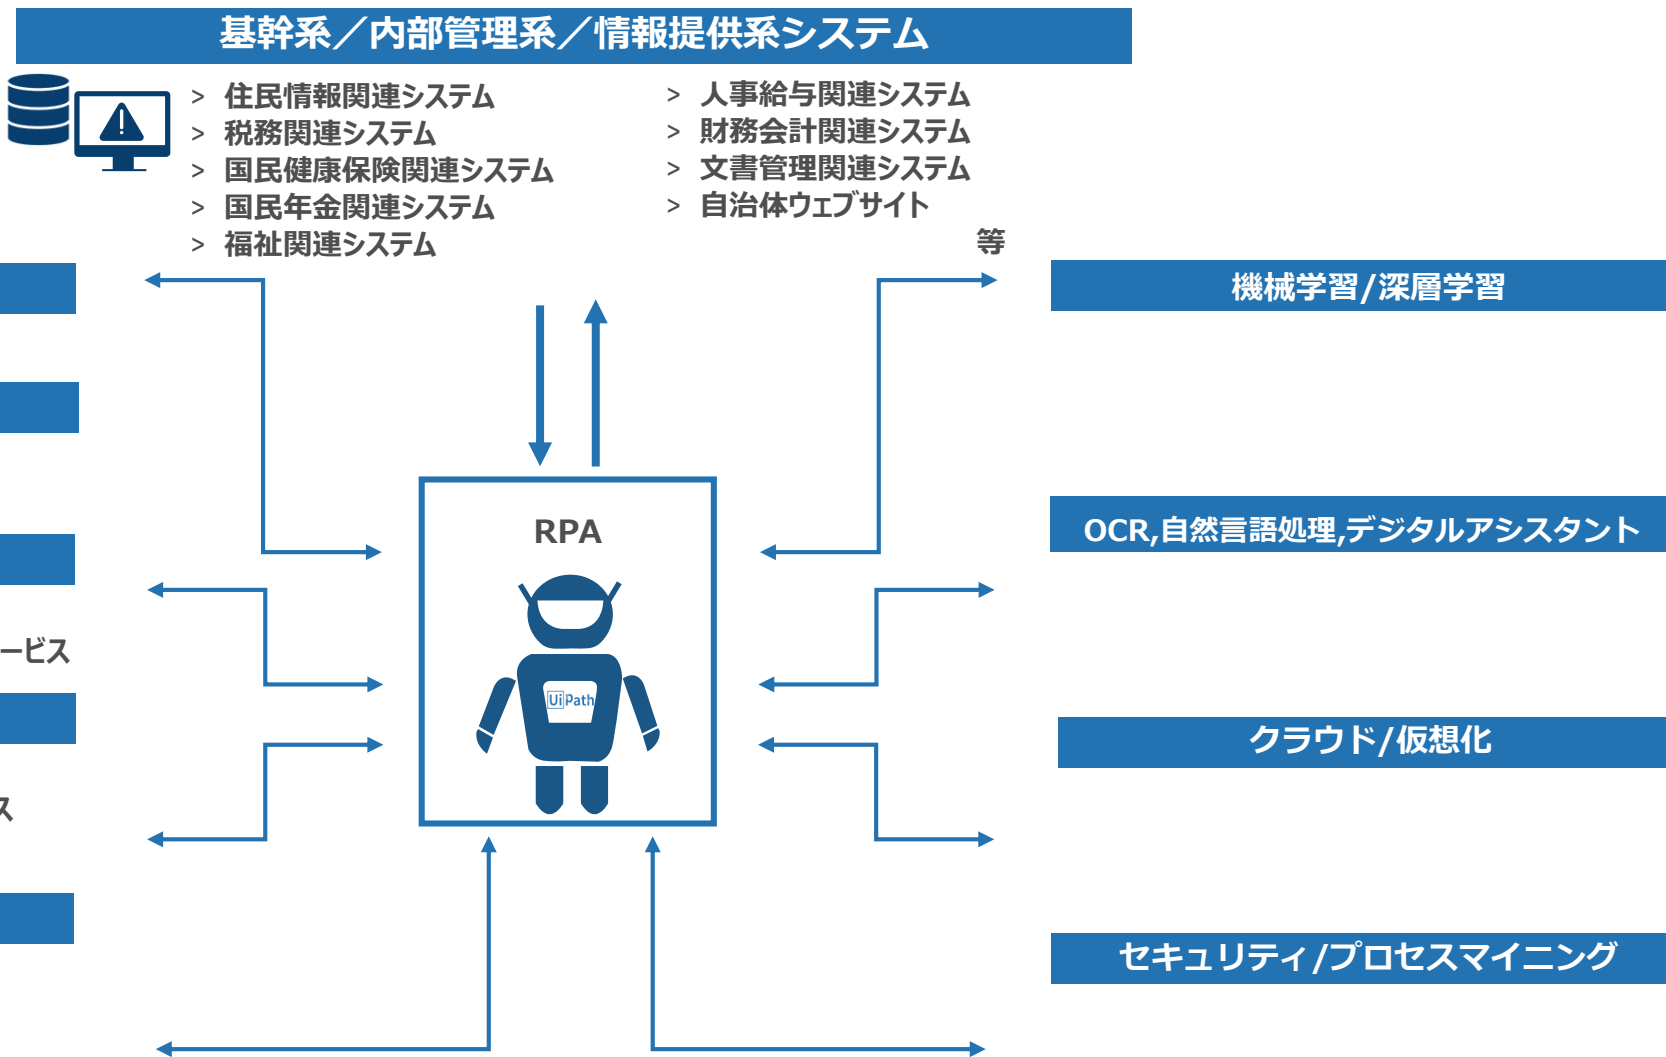 基幹系／内部管理系／情報提供系システム
> 住民情報関連システム
> 税務関連システム
> 国民健康保険関連システム
> 国民年金関連システム
> 福祉関連システム
> 人事給与関連システム
> 財務会計関連システム
> 文書管理関連システム
> 自治体ウェブサイト
等
機械学習/深層学習
RPA
UiPath
OCR,自然言語処理,デジタルアシスタント
ービス
クラウド/仮想化
ス
セキュリティ/プロセスマイニング